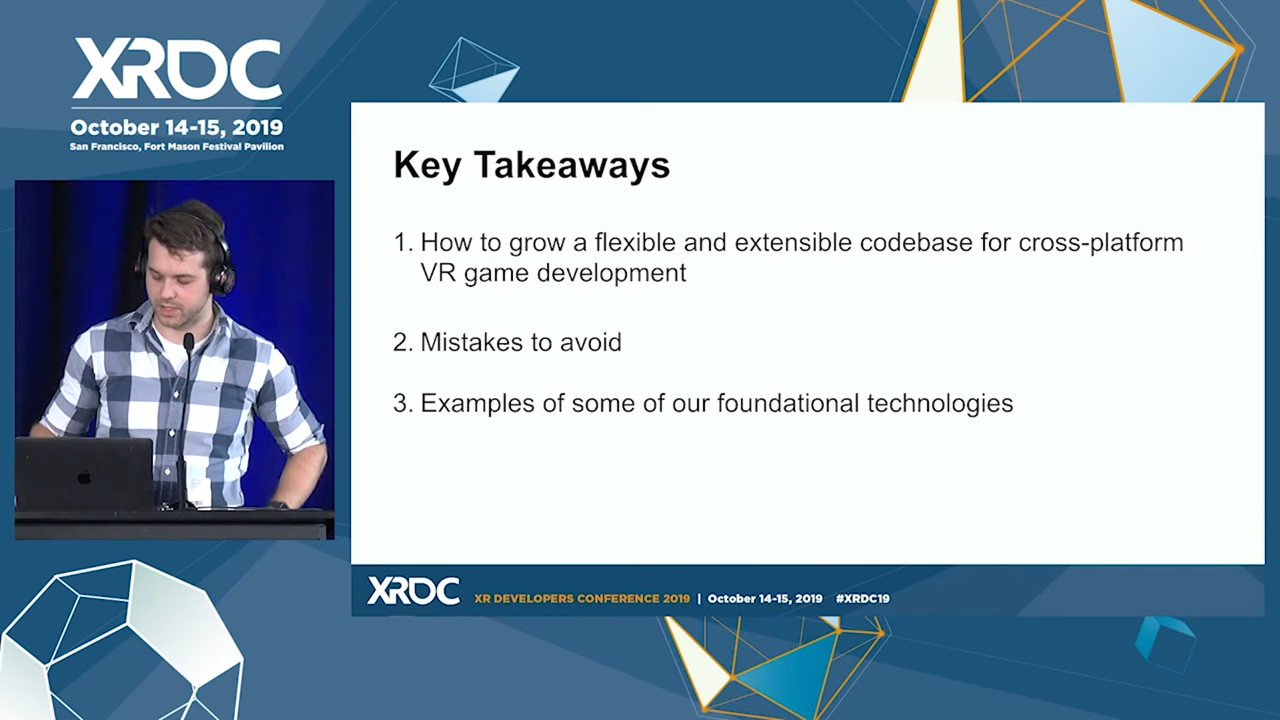 XRDC
October 14-15, 2019
San Francisco, Fort Mason Festival Pavilion
Key Takeaways
1. How to grow a flexible and extensible codebase for cross-platform
VR game development
2. Mistakes to avoid
3. Examples of some of our foundational technologies
XRDC XR DEVELOPERS CONFERENCE 2019 | October 14-15, 2019 #XRDC19